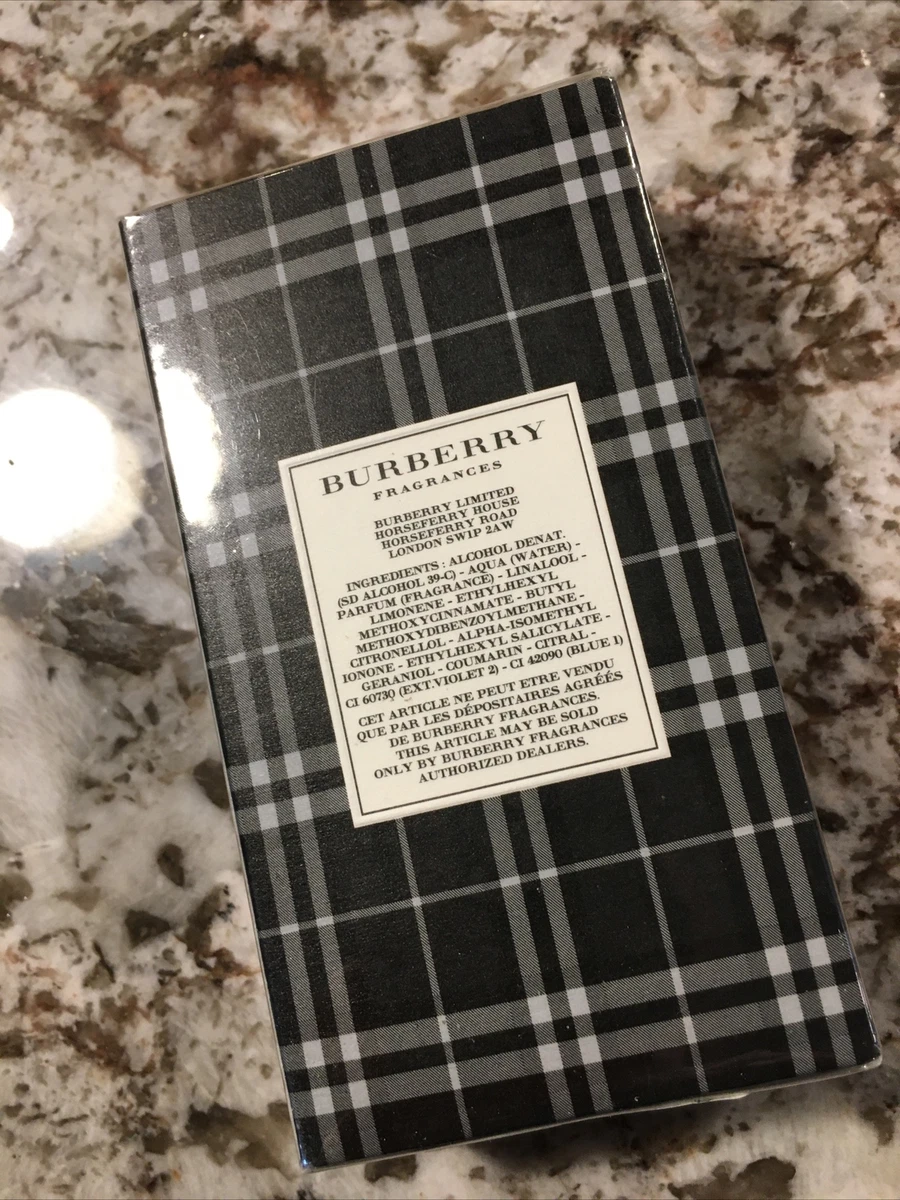 BURBERRY
FRAGRANCES
BURBERRY LIMITED
HORSEFERRY HOUSE
HORSEFERRY ROAD
LONDON SW1P 2AW
INGREDIENTS : ALCOHOL DENAT.
(SD ALCOHOL 39-C) - AQUA (WATER) -
PARFUM (FRAGRANCE) - LINALOOL -
LIMONENE - ETHYLHEXYL
METHOXYCINNAMATE - BUTYL
METHOXYDIBENZOYLMETHANE -
CITRONELLOL - ALPHA-ISOMETHYL
IONONE - ETHYLHEXYL SALICYLATE -
GERANIOL - COUMARIN - CITRAL -
CI 60730 (EXT.VIOLET 2) - CI 42090 (BLUE 1)
CET ARTICLE NE PEUT ETRE VENDU
QUE PAR LES DÉPOSITAIRES AGRÉÉS
DE BURBERRY FRAGRANCES.
THIS ARTICLE MAY BE SOLD
ONLY BY BURBERRY FRAGRANCES
AUTHORIZED DEALERS.